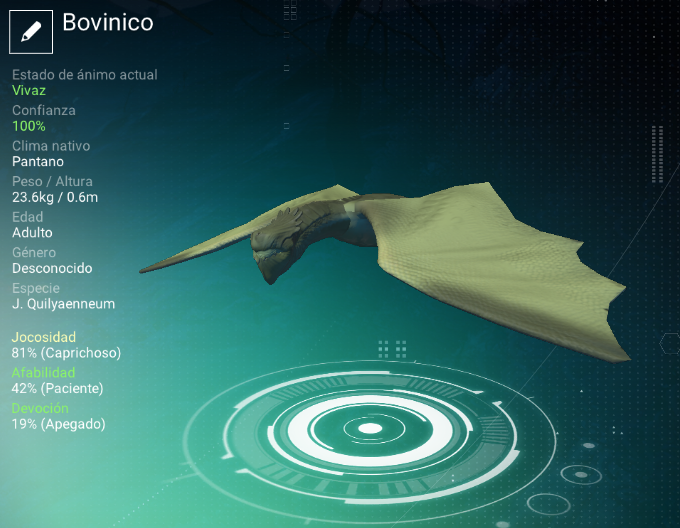 Bovinico
Estado de ánimo actual
Vivaz
Confianza
100%
Clima nativo
Pantano
Peso / Altura
23.6kg / 0.6m
Edad
Adulto
Género
Desconocido
Especie
J. Quilyaenneum
Jocosidad
81% (Caprichoso)
Afabilidad
42% (Paciente)
Devoción
19% (Apegado)